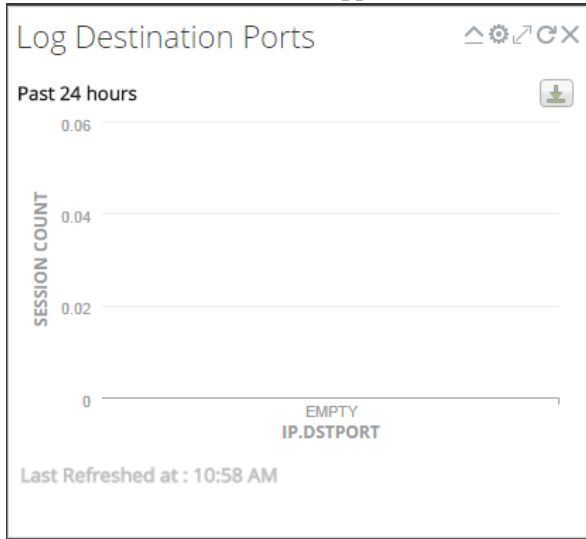 Log Destination Ports
Past 24 hours
0.06
0.04
0.02
0
SESSION COUNT
EMPTY
IP.DSTPORT
Last Refreshed at : 10:58 AM